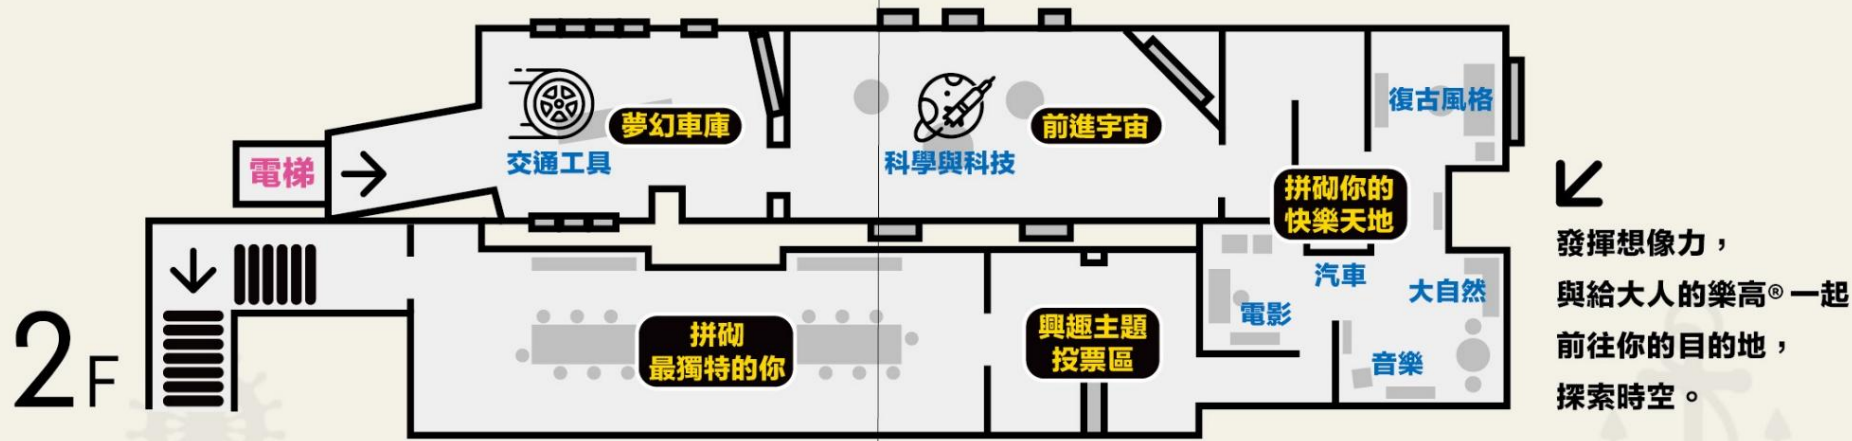 2F
電梯
夢幻車庫
交通工具
前進宇宙
科學與科技
復古風格
拼砌你的
快樂天地
汽車
大自然
電影
音樂
拼砌
最獨特的你
興趣主題
投票區
發揮想像力，
與給大人的樂高®一起
前往你的目的地，
探索時空。